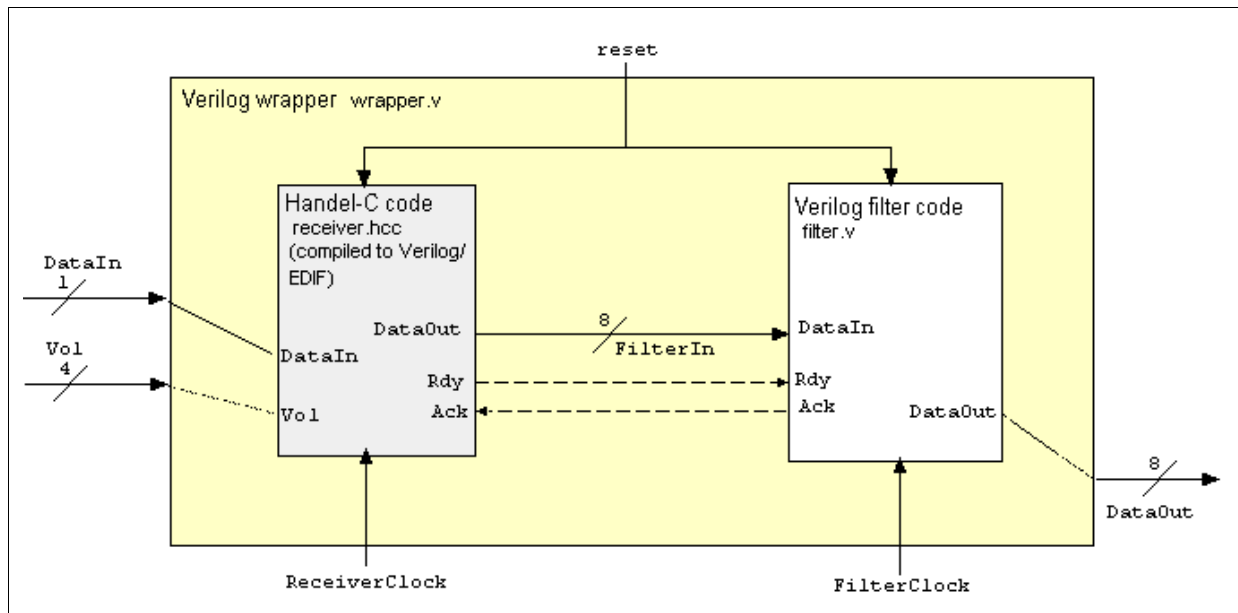 reset
Verilog wrapper wrapper.v
Handel-C code
receiver.hcc
(compiled to Verilog/
EDIF)
Verilog filter code
filter.v
DataIn
1
Vol
4
DataIn
Vol
DataOut
Rdy
Ack
8
FilterIn
DataIn
Rdy
Ack
DataOut
8
DataOut
ReceiverClock
FilterClock